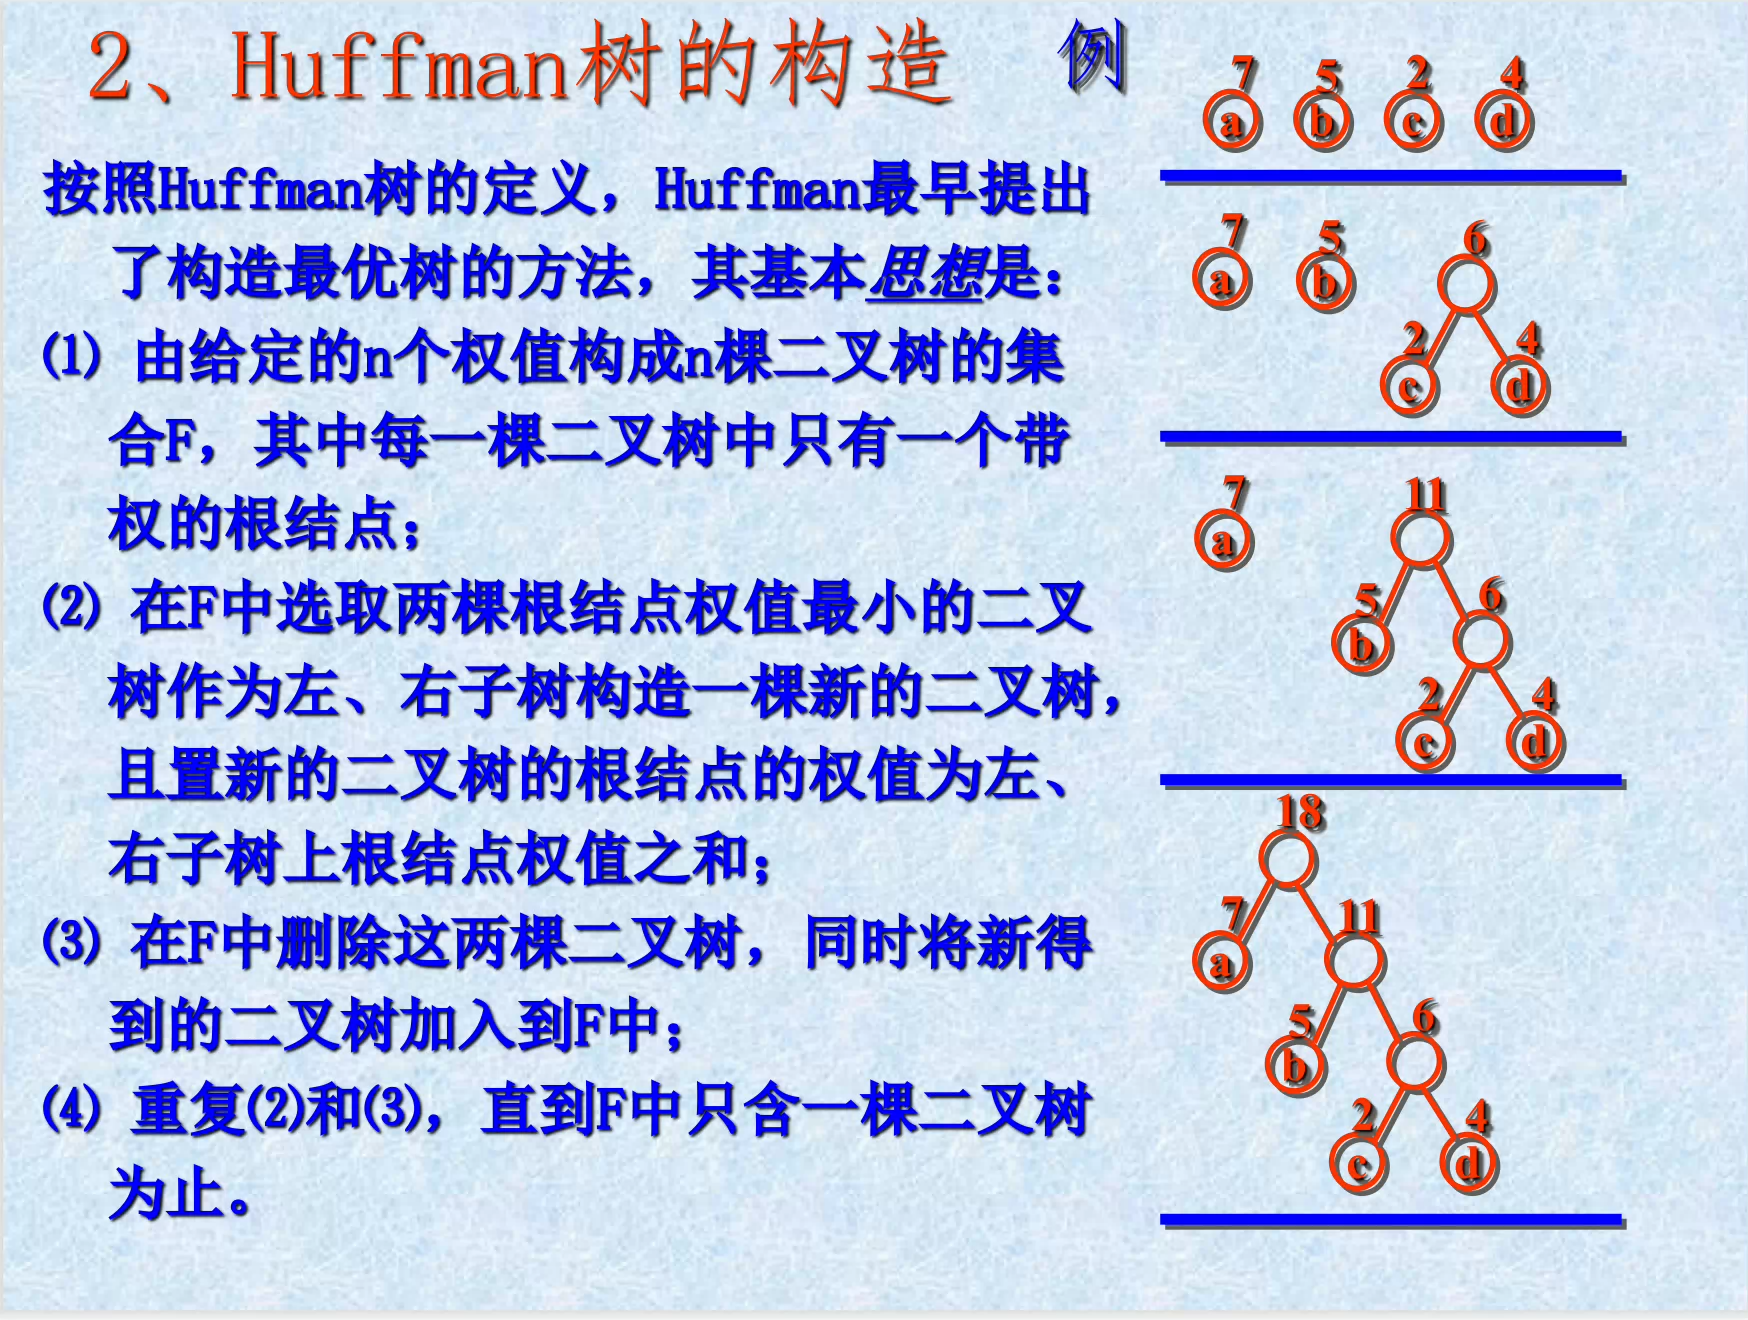 2、Huffman树的构造
例
按照Huffman树的定义，Huffman最早提出
了构造最优树的方法，其基本思想是：
⑴ 由给定的n个权值构成n棵二叉树的集
合F，其中每一棵二叉树中只有一个带
权的根结点；
⑵ 在F中选取两棵根结点权值最小的二叉
树作为左、右子树构造一棵新的二叉树，
且置新的二叉树的根结点的权值为左、
右子树上根结点权值之和；
⑶ 在F中删除这两棵二叉树，同时将新得
到的二叉树加入到F中；
⑷ 重复⑵和⑶，直到F中只含一棵二叉树
为止。
7 5 2 4
a b c d
7 5 6
a b
2 4
c d
7 11
a
5 6
b
2 4
c d
18
7 11
a
5 6
b
2 4
c d